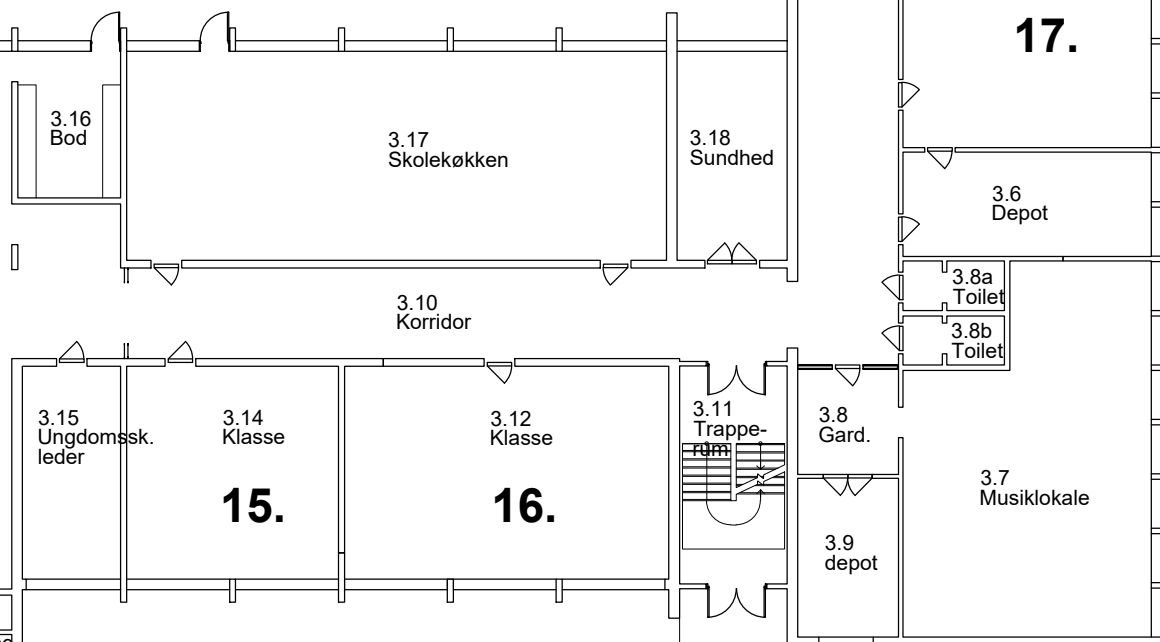 17.
3.16
Bod
3.17
Skolekøkken
3.18
Sundhed
3.6
Depot
3.8a
Toilet
3.8b
Toilet
3.10
Korridor
3.15
Ungdomssk.
leder
3.14
Klasse
15.
3.12
Klasse
16.
3.11
Trappe-
rum
3.8
Gard.
3.7
Musiklokale
3.9
depot